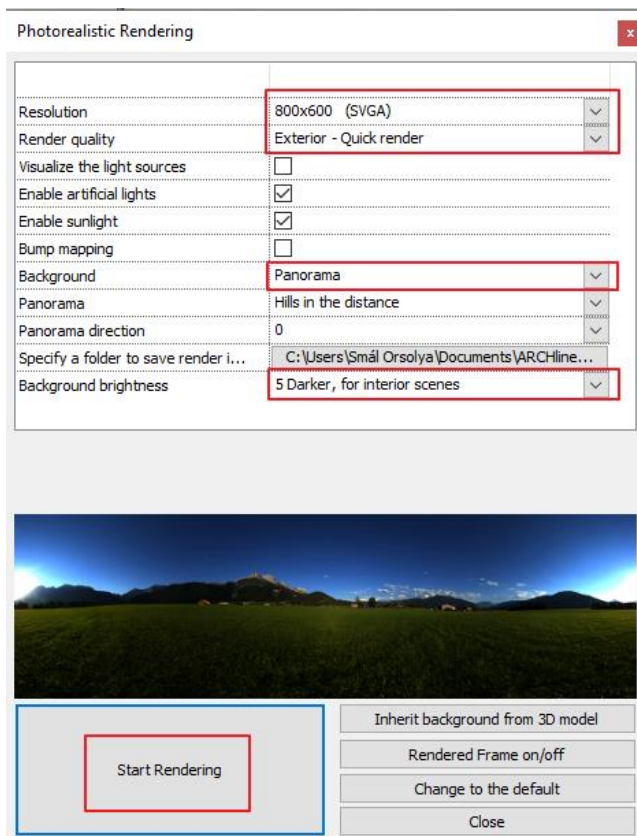 Photorealistic Rendering
x
Resolution 800x600 (SVGA)
Render quality Exterior - Quick render
Visualize the light sources
Enable artificial lights
Enable sunlight
Bump mapping
Background Panorama
Panorama Hills in the distance
Panorama direction 0
Specify a folder to save render i... C:\Users\Smál Orsolya\Documents\ARCHline...
Background brightness 5 Darker, for interior scenes
Start Rendering
Inherit background from 3D model
Rendered Frame on/off
Change to the default
Close